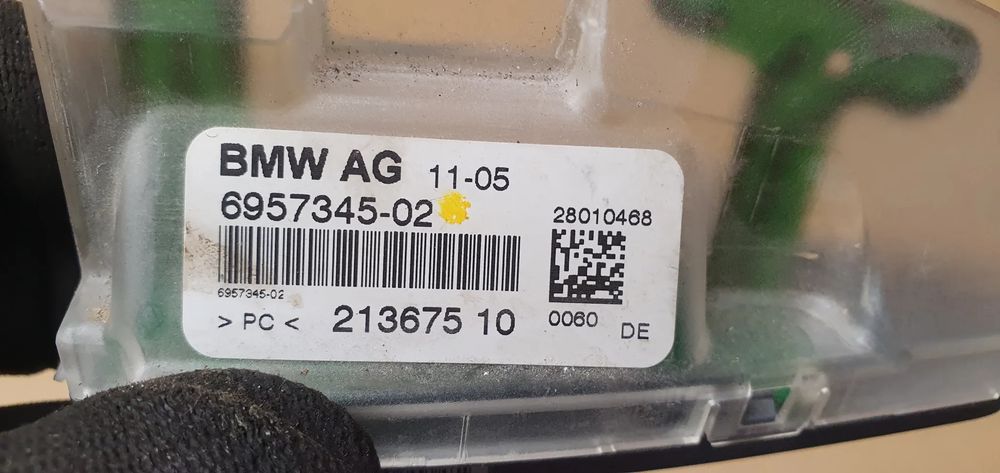 BMW AG 11-05
6957345-02
28010468
6957345-02
> PC < 213675 10
0060 DE